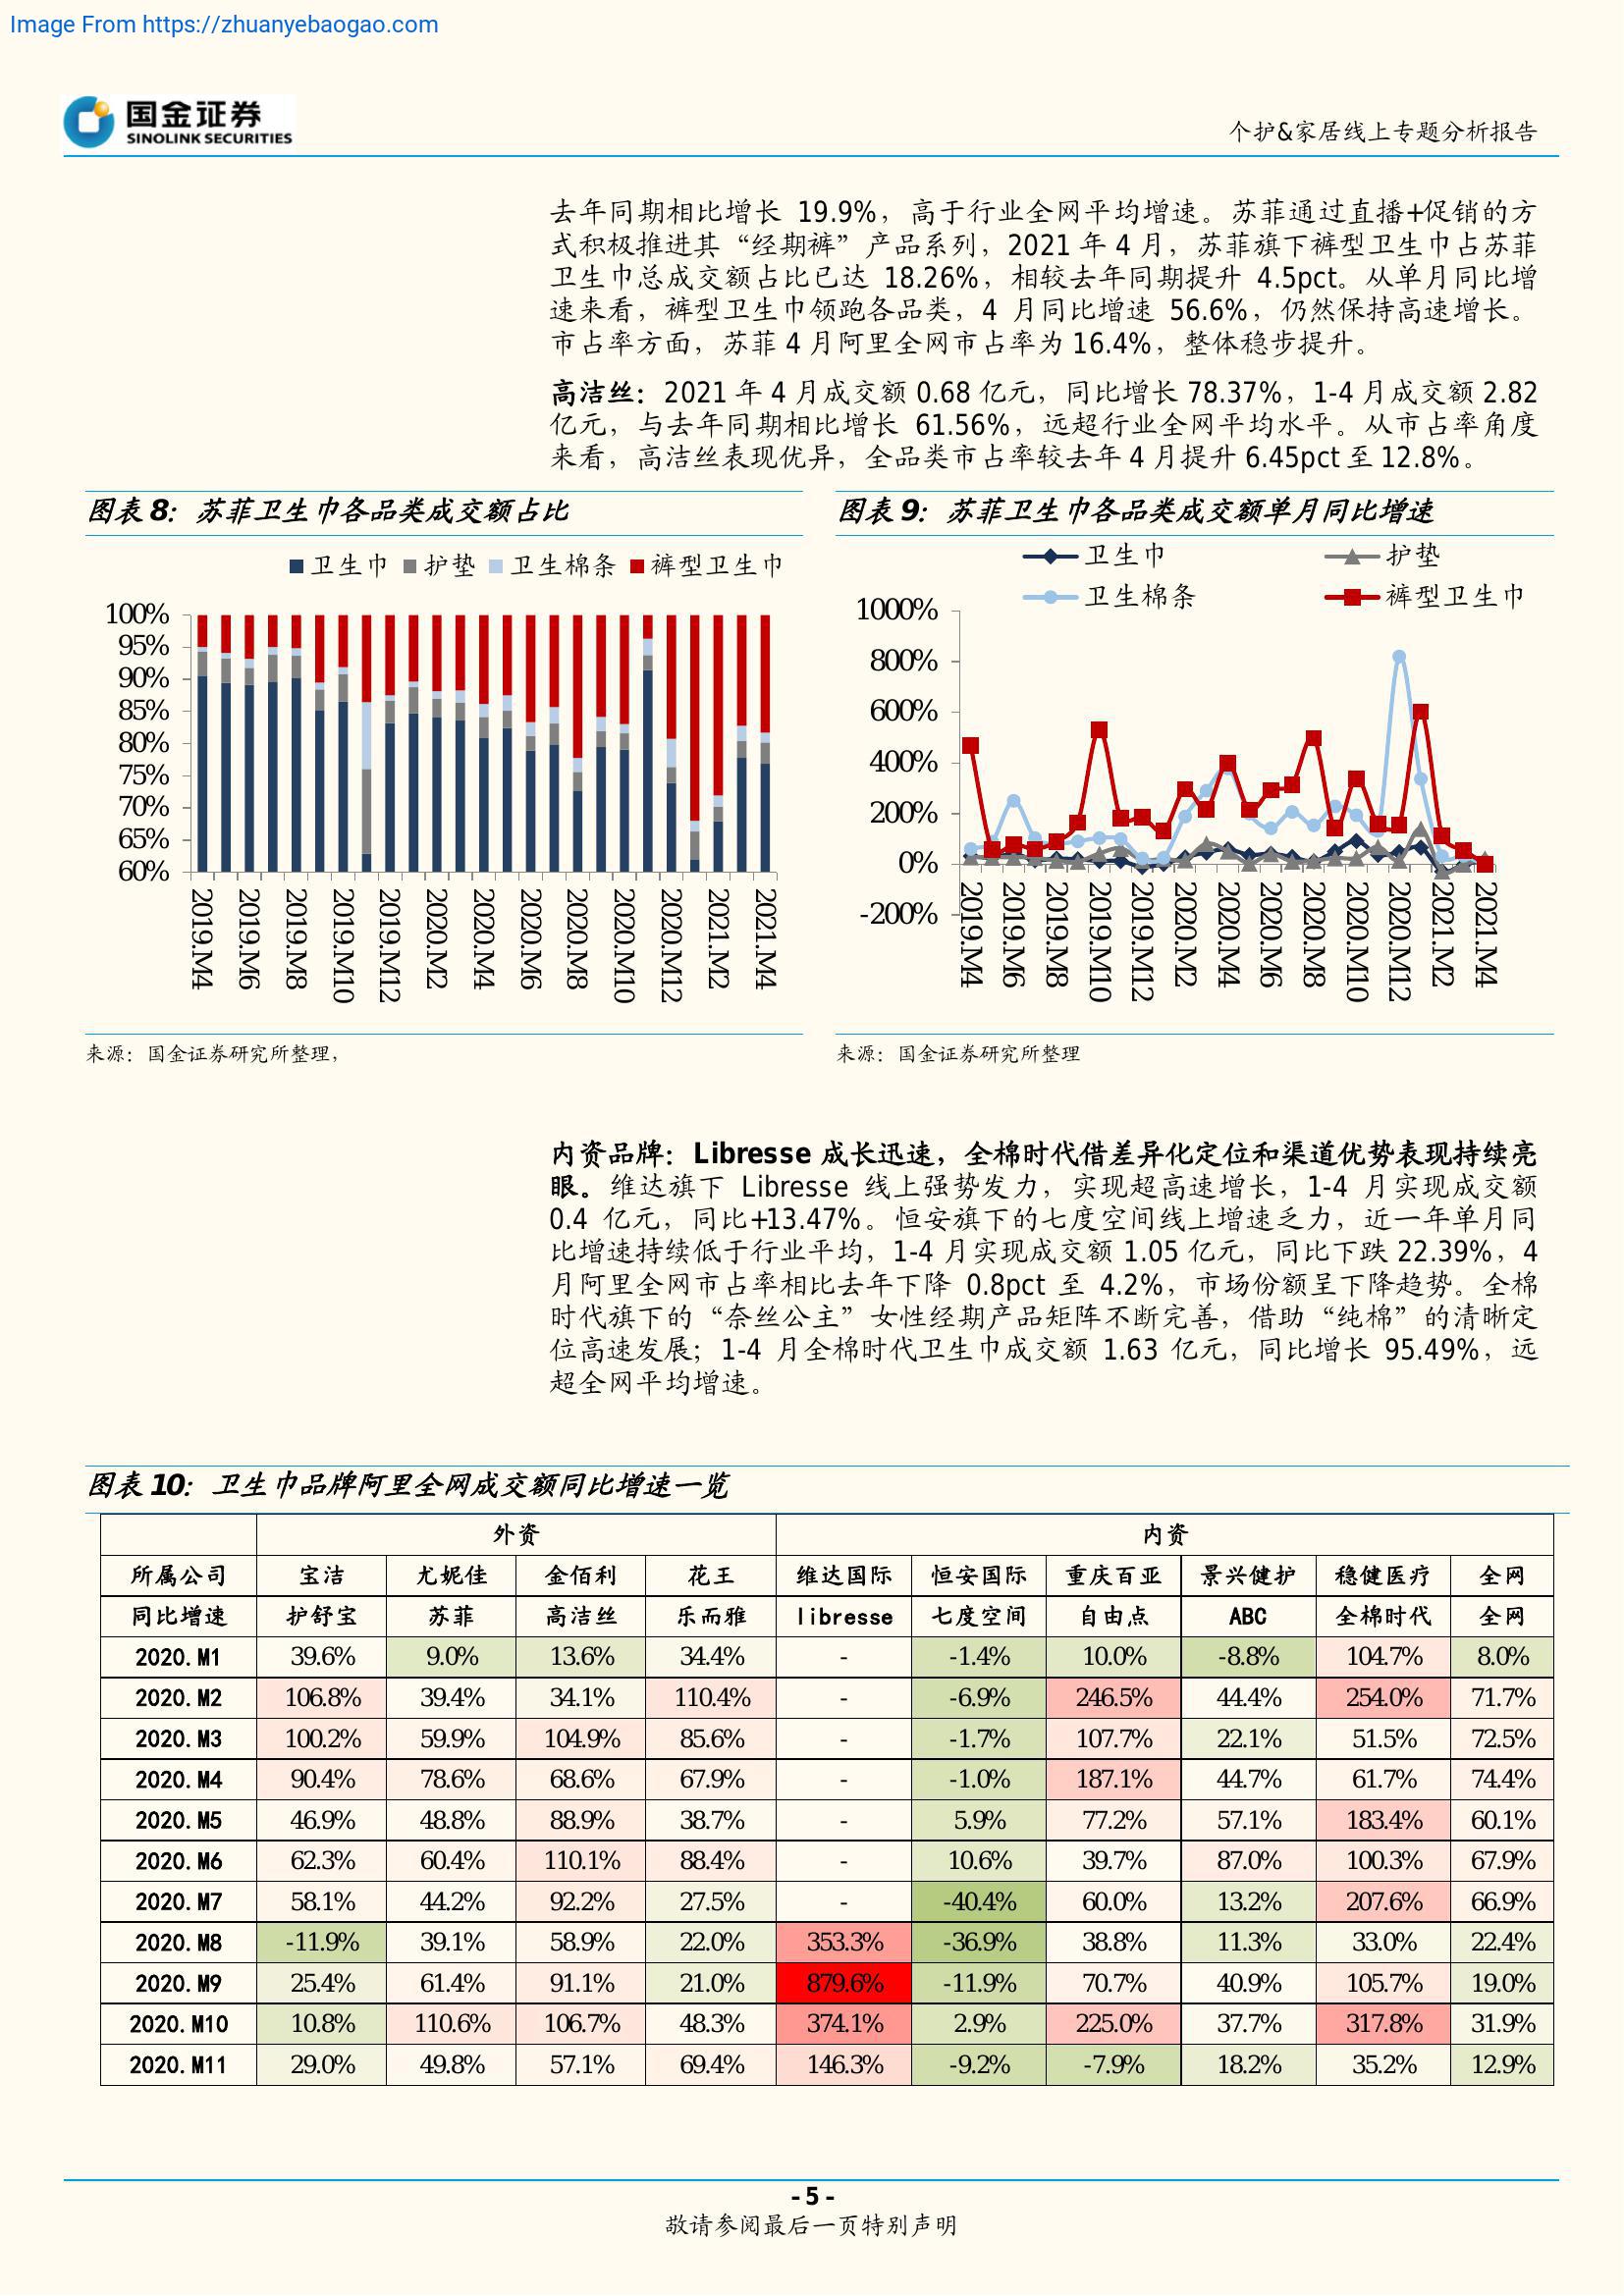 Image From https://zhuanyebaogao.com
国金证券
SINOLINK SECURITIES
个护&家居线上专题分析报告
去年同期相比增长 19.9%，高于行业全网平均增速。苏菲通过直播+促销的方
式积极推进其“经期裤”产品系列，2021 年 4 月，苏菲旗下裤型卫生巾占苏菲
卫生巾总成交额占比已达 18.26%，相较去年同期提升 4.5pct。从单月同比增
速来看，裤型卫生巾领跑各品类，4 月同比增速 56.6%，仍然保持高速增长。
市占率方面，苏菲 4 月阿里全网市占率为 16.4%，整体稳步提升。
高洁丝：2021 年 4 月成交额 0.68 亿元，同比增长 78.37%，1-4 月成交额 2.82
亿元，与去年同期相比增长 61.56%，远超行业全网平均水平。从市占率角度
来看，高洁丝表现优异，全品类市占率较去年 4 月提升 6.45pct 至 12.8%。
图表 8：苏菲卫生巾各品类成交额占比
卫生巾 护垫 卫生棉条 裤型卫生巾
100%
95%
90%
85%
80%
75%
70%
65%
60%
2019.M4 2019.M6 2019.M8 2019.M10 2019.M12 2020.M2 2020.M4 2020.M6 2020.M8 2020.M10 2020.M12 2021.M2 2021.M4
来源：国金证券研究所整理，
图表 9：苏菲卫生巾各品类成交额单月同比增速
卫生巾 护垫
卫生棉条 裤型卫生巾
1000%
800%
600%
400%
200%
0%
-200%
2019.M4 2019.M6 2019.M8 2019.M10 2019.M12 2020.M2 2020.M4 2020.M6 2020.M8 2020.M10 2020.M12 2021.M2 2021.M4
来源：国金证券研究所整理
内资品牌：Libresse 成长迅速，全棉时代借差异化定位和渠道优势表现持续亮
眼。维达旗下 Libresse 线上强势发力，实现超高速增长，1-4 月实现成交额
0.4 亿元，同比+13.47%。恒安旗下的七度空间线上增速乏力，近一年单月同
比增速持续低于行业平均，1-4 月实现成交额 1.05 亿元，同比下跌 22.39%，4
月阿里全网市占率相比去年下降 0.8pct 至 4.2%，市场份额呈下降趋势。全棉
时代旗下的“奈丝公主”女性经期产品矩阵不断完善，借助“纯棉”的清晰定
位高速发展；1-4 月全棉时代卫生巾成交额 1.63 亿元，同比增长 95.49%，远
超全网平均增速。
图表 10：卫生巾品牌阿里全网成交额同比增速一览
外资 内资
所属公司 宝洁 尤妮佳 金佰利 花王 维达国际 恒安国际 重庆百亚 景兴健护 稳健医疗 全网
同比增速 护舒宝 苏菲 高洁丝 乐而雅 libresse 七度空间 自由点 ABC 全棉时代 全网
2020.M1 39.6% 9.0% 13.6% 34.4% - -1.4% 10.0% -8.8% 104.7% 8.0%
2020.M2 106.8% 39.4% 34.1% 110.4% - -6.9% 246.5% 44.4% 254.0% 71.7%
2020.M3 100.2% 59.9% 104.9% 85.6% - -1.7% 107.7% 22.1% 51.5% 72.5%
2020.M4 90.4% 78.6% 68.6% 67.9% - -1.0% 187.1% 44.7% 61.7% 74.4%
2020.M5 46.9% 48.8% 88.9% 38.7% - 5.9% 77.2% 57.1% 183.4% 60.1%
2020.M6 62.3% 60.4% 110.1% 88.4% - 10.6% 39.7% 87.0% 100.3% 67.9%
2020.M7 58.1% 44.2% 92.2% 27.5% - -40.4% 60.0% 13.2% 207.6% 66.9%
2020.M8 -11.9% 39.1% 58.9% 22.0% 353.3% -36.9% 38.8% 11.3% 33.0% 22.4%
2020.M9 25.4% 61.4% 91.1% 21.0% 879.6% -11.9% 70.7% 40.9% 105.7% 19.0%
2020.M10 10.8% 110.6% 106.7% 48.3% 374.1% 2.9% 225.0% 37.7% 317.8% 31.9%
2020.M11 29.0% 49.8% 57.1% 69.4% 146.3% -9.2% -7.9% 18.2% 35.2% 12.9%
- 5 -
敬请参阅最后一页特别声明